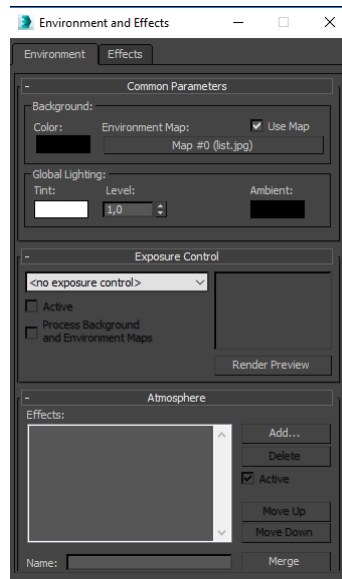 Environment and Effects
Environment Effects
- Common Parameters
Background:
Color: Environment Map: Use Map
Map #0 (list.jpg)
Global Lighting:
Tint: Level: Ambient:
1,0
- Exposure Control
<no exposure control>
Active
Process Background
and Environment Maps
Render Preview
- Atmosphere
Effects:
Add...
Delete
Active
Move Up
Move Down
Name: Merge